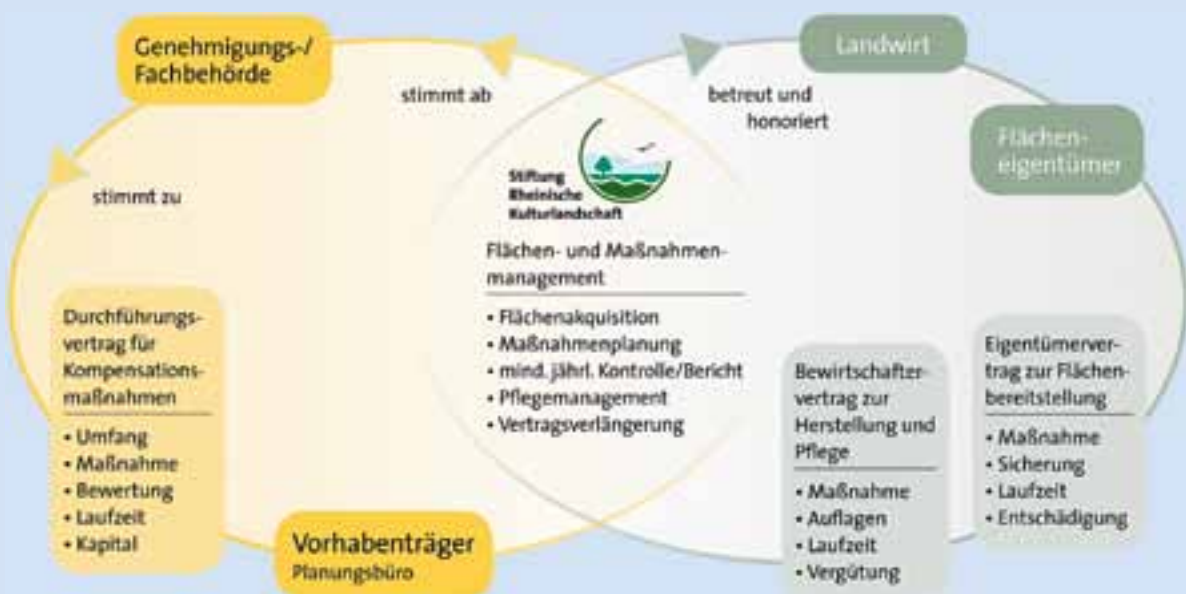 Genehmigungs-/
Fachbehörde
stimmt ab
stimmt zu
Landwirt
betreut und
honoriert
Flächen-
eigentümer
Stiftung
Rheinische
Kulturlandschaft
Flächen- und Maßnahmen-
management
• Flächenakquisition
• Maßnahmenplanung
• mind. jährl. Kontrolle/Bericht
• Pflegemanagement
• Vertragsverlängerung
Durchführungs-
vertrag für
Kompensations-
maßnahmen
• Umfang
• Maßnahme
• Bewertung
• Laufzeit
• Kapital
Vorhabenträger
Planungsbüro
Bewirtschafter-
vertrag zur
Herstellung und
Pflege
• Maßnahme
• Auflagen
• Laufzeit
• Vergütung
Eigentümerver-
trag zur Flächen-
bereitstellung
• Maßnahme
• Sicherung
• Laufzeit
• Entschädigung